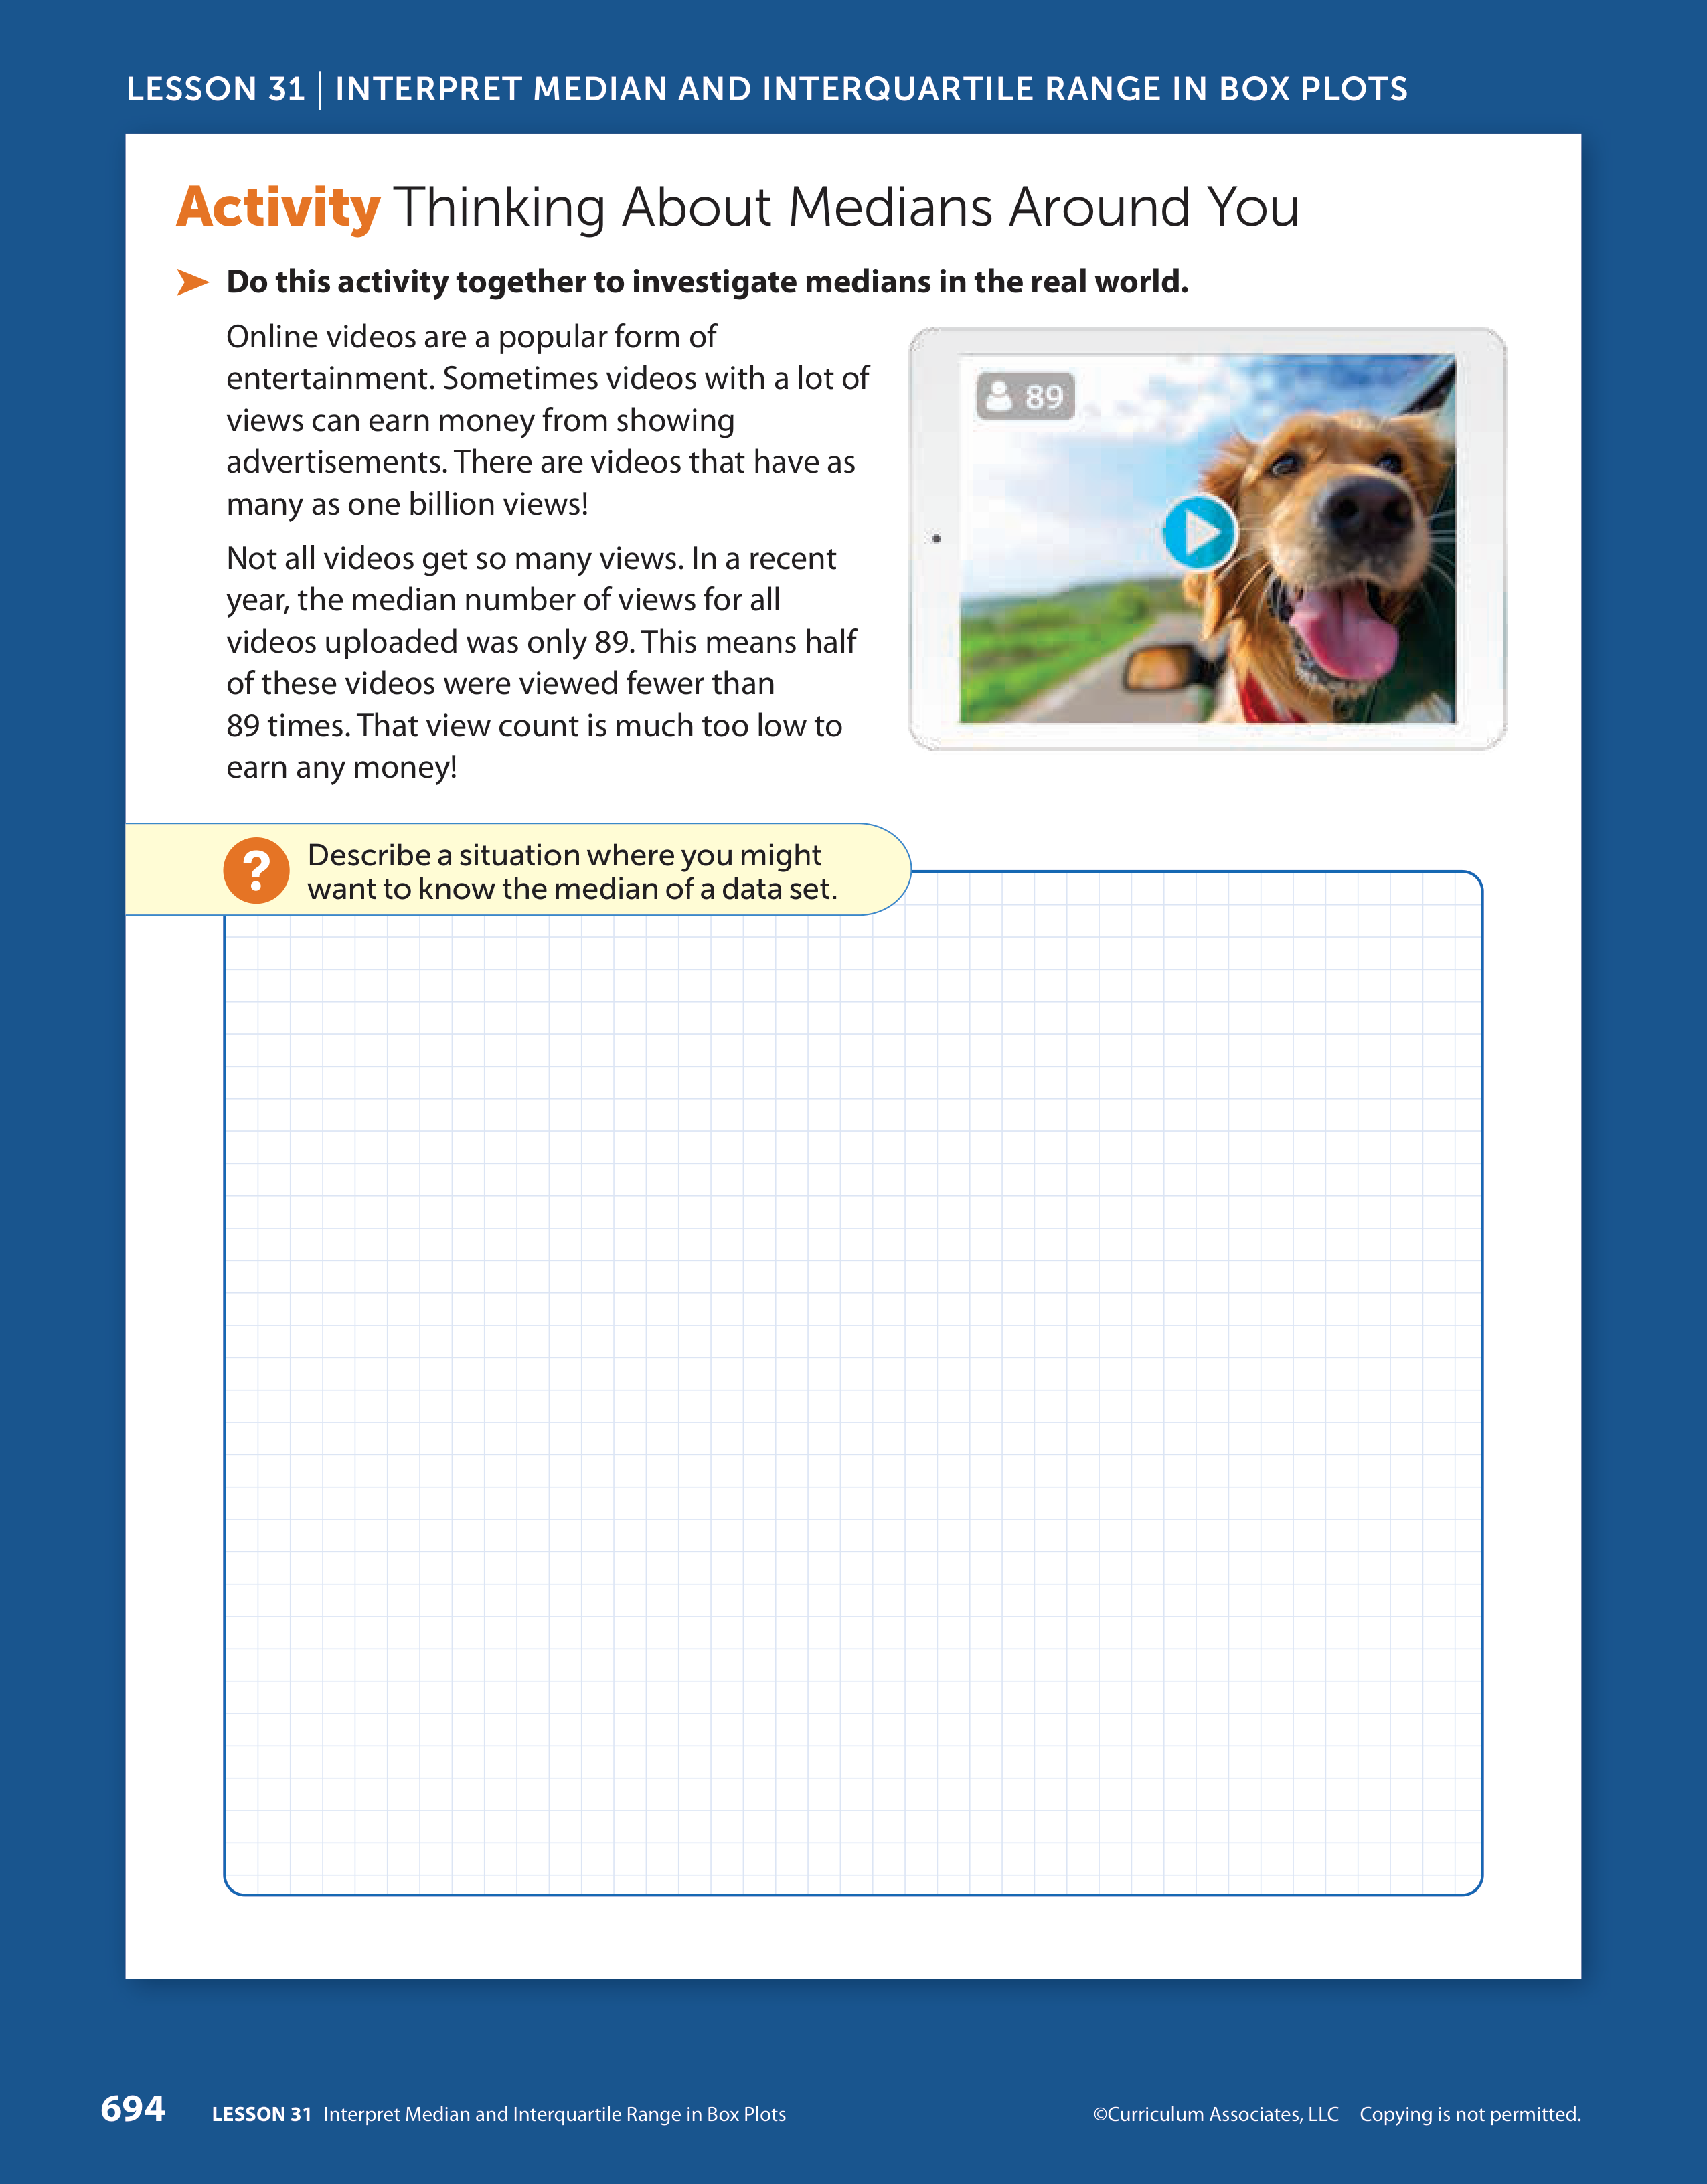 LESSON 31 | INTERPRET MEDIAN AND INTERQUARTILE RANGE IN BOX PLOTS
Activity Thinking About Medians Around You
Do this activity together to investigate medians in the real world.
Online videos are a popular form of
entertainment. Sometimes videos with a lot of
views can earn money from showing
advertisements. There are videos that have as
many as one billion views!
89
Not all videos get so many views. In a recent
year, the median number of views for all
videos uploaded was only 89. This means half
of these videos were viewed fewer than
89 times. That view count is much too low to
earn any money!
? Describe a situation where you might
want to know the median of a data set.
694 LESSON 31 Interpret Median and Interquartile Range in Box Plots ©Curriculum Associates, LLC Copying is not permitted.